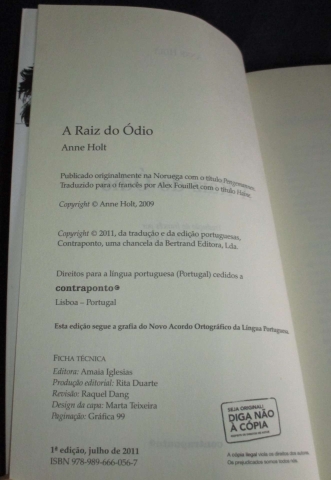 A Raiz do Ódio
Anne Holt
Publicado originalmente na Noruega com o título Pengemannen.
Traduzido para o francês por Alex Fouillet com o título Haine.
Copyright © Anne Holt, 2009
Copyright © 2011, da tradução e da edição portuguesas,
Contraponto, uma chancela da Bertrand Editora, Lda.
Direitos para a língua portuguesa (Portugal) cedidos a
contraponto
Lisboa – Portugal
Esta edição segue a grafia do Novo Acordo Ortográfico da Língua Portuguesa.
FICHA TÉCNICA
Editora: Amaia Iglesias
Produção editorial: Rita Duarte
Revisão: Raquel Dang
Design da capa: Marta Teixeira
Paginação: Gráfica 99
1ª edição, julho de 2011
ISBN 978-989-666-056-7
SEJA ORIGINAL!
DIGA NÃO
À CÓPIA
A cópia ilegal viola os direitos dos autores.
Os prejudicados somos todos nós.